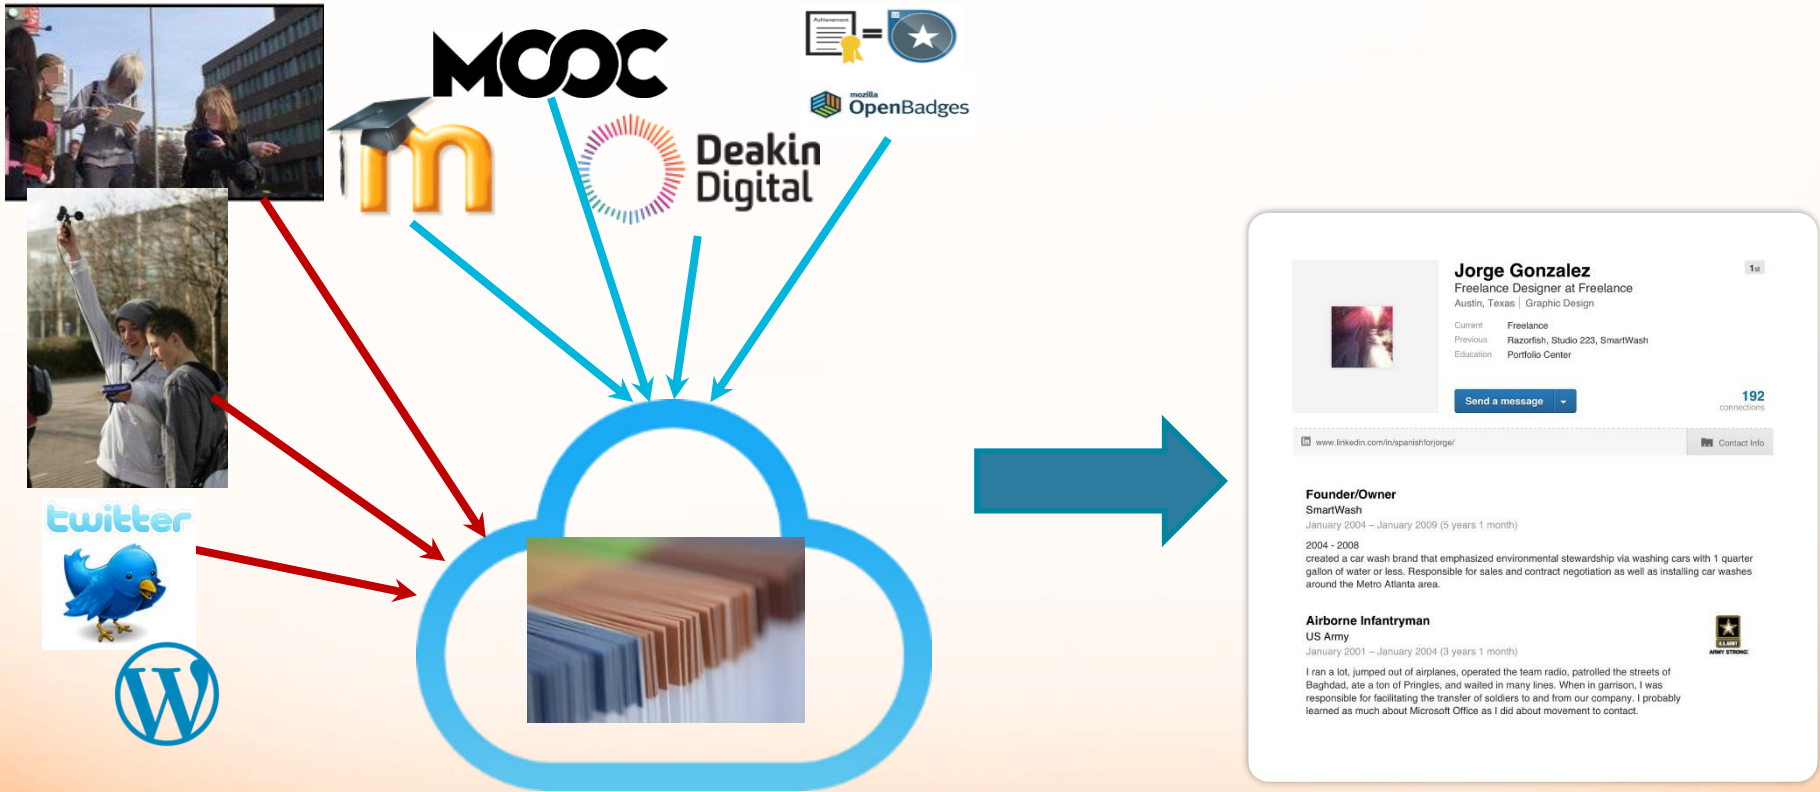 MOOC
Achievement
=
mozilla
OpenBadges
m
Deakin
Digital
twitter
W
Jorge Gonzalez
1st
Freelance Designer at Freelance
Austin, Texas | Graphic Design
Current Freelance
Previous Razorfish, Studio 223, SmartWash
Education Portfolio Center
Send a message
192
connections
in www.linkedin.com/in/spanishforjorge/
Contact Info
Founder/Owner
SmartWash
January 2004 – January 2009 (5 years 1 month)
2004 - 2008
created a car wash brand that emphasized environmental stewardship via washing cars with 1 quarter
gallon of water or less. Responsible for sales and contract negotiation as well as installing car washes
around the Metro Atlanta area.
Airborne Infantryman
US Army
January 2001 – January 2004 (3 years 1 month)
U.S. ARMY
ARMY STRONG
I ran a lot, jumped out of airplanes, operated the team radio, patrolled the streets of
Baghdad, ate a ton of Pringles, and waited in many lines. When in garrison, I was
responsible for facilitating the transfer of soldiers to and from our company. I probably
learned as much about Microsoft Office as I did about movement to contact.